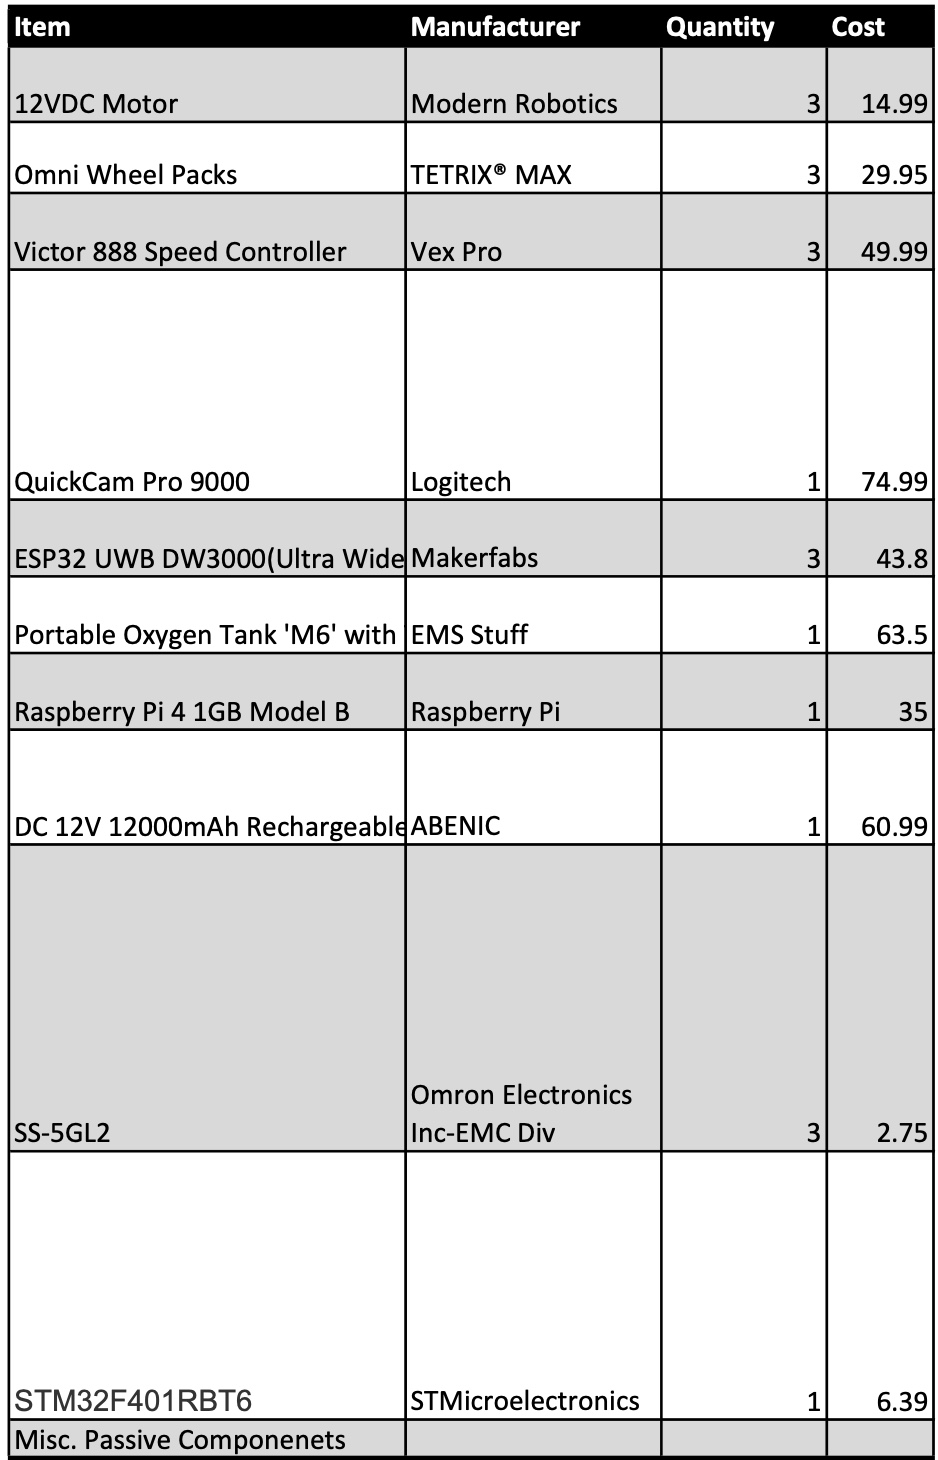 Item Manufacturer Quantity Cost
12VDC Motor Modern Robotics 3 14.99
Omni Wheel Packs TETRIX® MAX 3 29.95
Victor 888 Speed Controller Vex Pro 3 49.99
QuickCam Pro 9000 Logitech 1 74.99
ESP32 UWB DW3000(Ultra Wide Makerfabs 3 43.8
Portable Oxygen Tank 'M6' with EMS Stuff 1 63.5
Raspberry Pi 4 1GB Model B Raspberry Pi 1 35
DC 12V 12000mAh Rechargeable ABENIC 1 60.99
Omron Electronics
SS-5GL2 Inc-EMC Div 3 2.75
STM32F401RBT6 STMicroelectronics 1 6.39
Misc. Passive Componenets